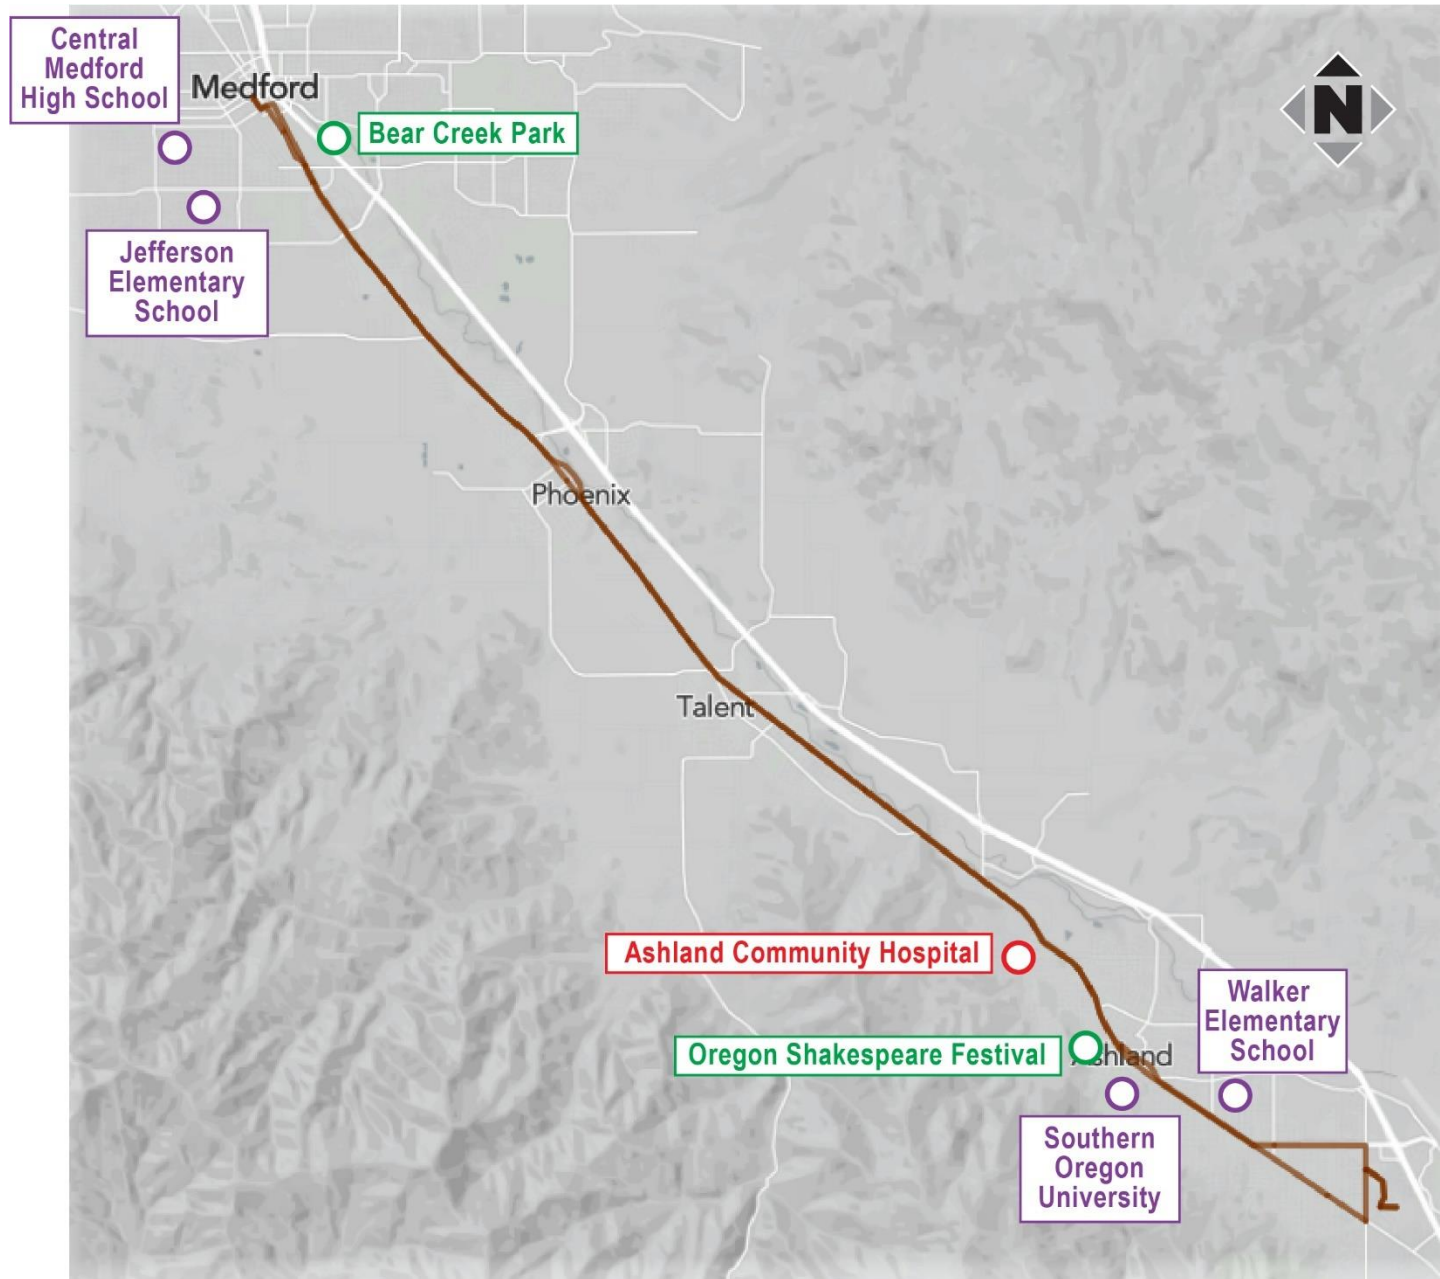 Central
Medford
High School
Medford
N
Bear Creek Park
Jefferson
Elementary
School
Phoenix
Talent
Ashland Community Hospital
Walker
Elementary
School
Oregon Shakespeare Festival
Ashland
Southern
Oregon
University